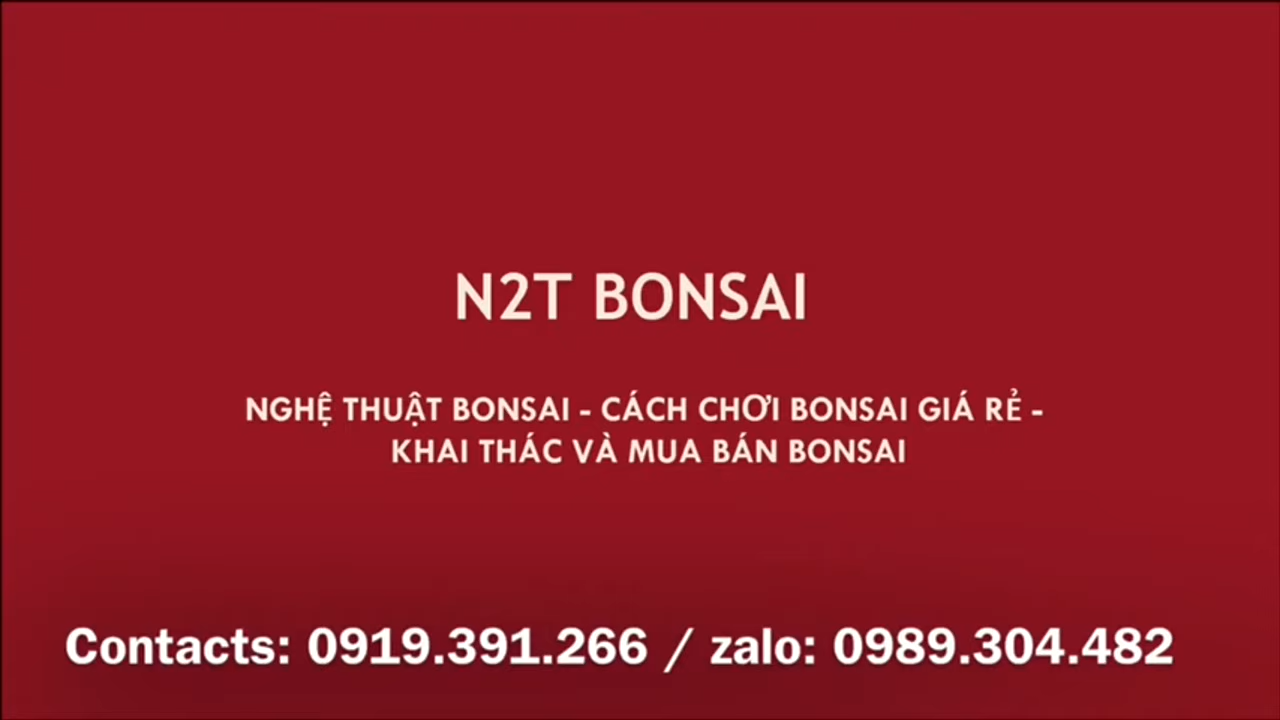 N2T BONSAI
NGHỆ THUẬT BONSAI - CÁCH CHƠI BONSAI GIÁ RẺ -
KHAI THÁC VÀ MUA BÁN BONSAI
Contacts: 0919.391.266 / zalo: 0989.304.482